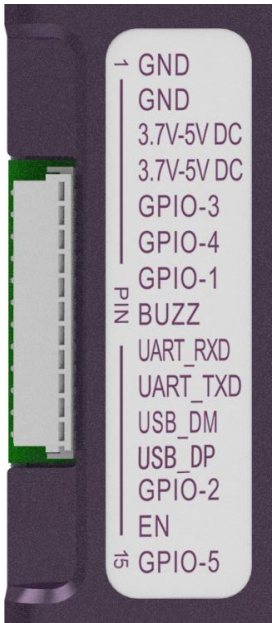 1 GND
GND
3.7V-5V DC
3.7V-5V DC
GPIO-3
GPIO-4
GPIO-1
PIN BUZZ
UART_RXD
UART_TXD
USB_DM
USB_DP
GPIO-2
EN
15 GPIO-5